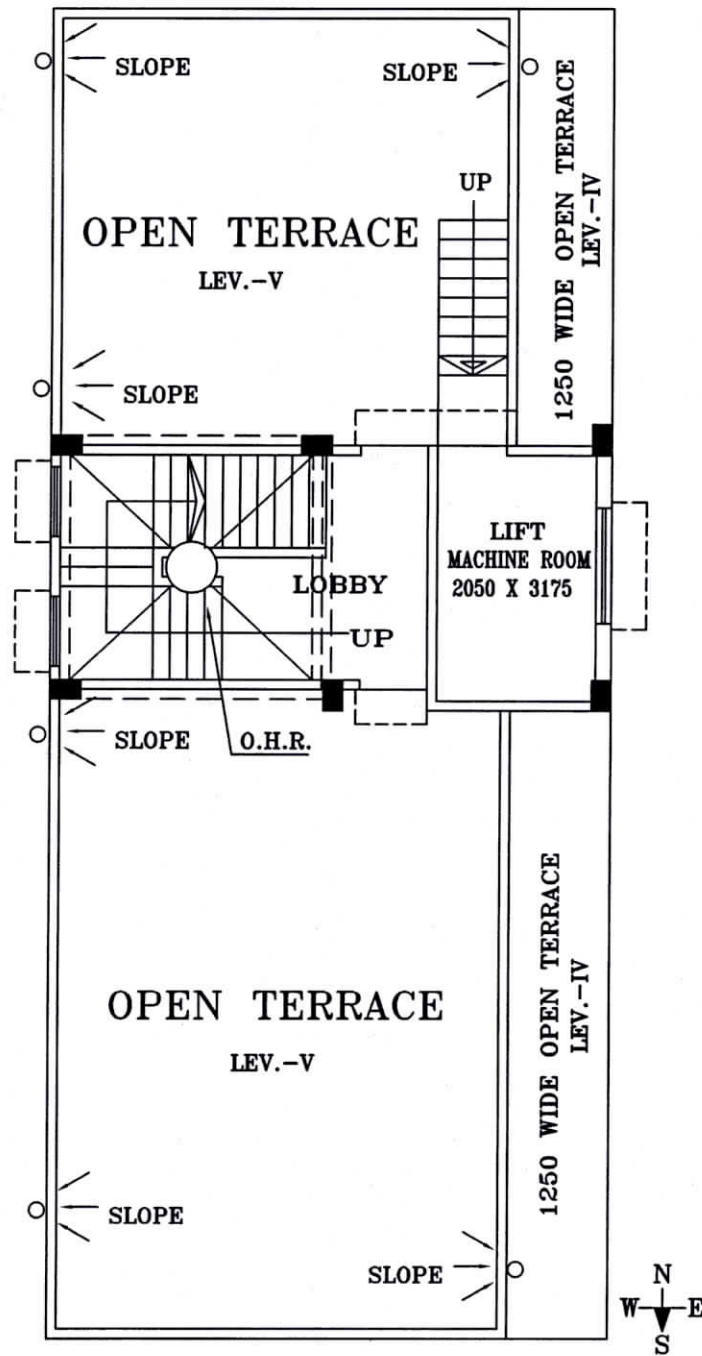 SLOPE
SLOPE
1250 WIDE OPEN TERRACE
LEV.-IV
UP
OPEN TERRACE
LEV.-V
SLOPE
LIFT
MACHINE ROOM
2050 X 3175
LOBBY
UP
SLOPE
O.H.R.
1250 WIDE OPEN TERRACE
LEV.-IV
OPEN TERRACE
LEV.-V
SLOPE
SLOPE
N
W
E
S